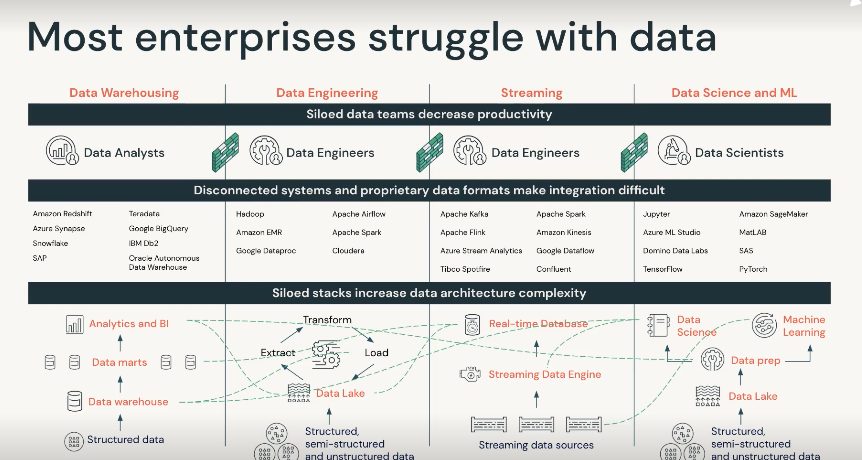 Most enterprises struggle with data
Data Warehousing
Data Engineering
Streaming
Data Science and ML
Siloed data teams decrease productivity
Data Analysts
Data Engineers
Data Engineers
Data Scientists
Disconnected systems and proprietary data formats make integration difficult
Amazon Redshift
Teradata
Azure Synapse
Google BigQuery
Snowflake
IBM Db2
SAP
Oracle Autonomous
Data Warehouse
Hadoop
Apache Airflow
Amazon EMR
Apache Spark
Google Dataproc
Cloudera
Apache Kafka
Apache Spark
Apache Flink
Amazon Kinesis
Azure Stream Analytics
Google Dataflow
Tibco Spotfire
Confluent
Jupyter
Amazon SageMaker
Azure ML Studio
MatLAB
Domino Data Labs
SAS
TensorFlow
PyTorch
Siloed stacks increase data architecture complexity
Analytics and BI
Data marts
Data warehouse
Structured data
Transform
Extract
Load
Data Lake
Structured,
semi-structured
and unstructured data
Real-time Database
Streaming Data Engine
Streaming data sources
Data
Science
Machine
Learning
Data prep
Data Lake
Structured,
semi-structured
and unstructured data